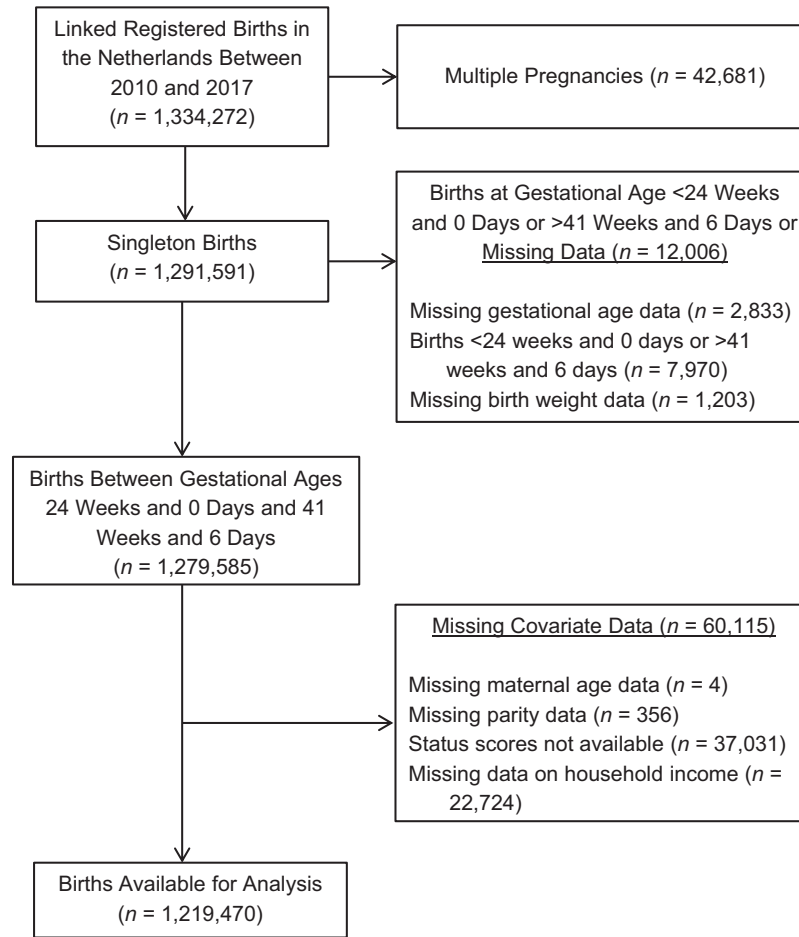 Linked Registered Births in
the Netherlands Between
2010 and 2017
(n = 1,334,272)
Multiple Pregnancies (n = 42,681)
Singleton Births
(n = 1,291,591)
Births at Gestational Age <24 Weeks
and 0 Days or >41 Weeks and 6 Days or
Missing Data (n = 12,006)
Missing gestational age data (n = 2,833)
Births <24 weeks and 0 days or >41
weeks and 6 days (n = 7,970)
Missing birth weight data (n = 1,203)
Births Between Gestational Ages
24 Weeks and 0 Days and 41
Weeks and 6 Days
(n = 1,279,585)
Missing Covariate Data (n = 60,115)
Missing maternal age data (n = 4)
Missing parity data (n = 356)
Status scores not available (n = 37,031)
Missing data on household income (n =
22,724)
Births Available for Analysis
(n = 1,219,470)